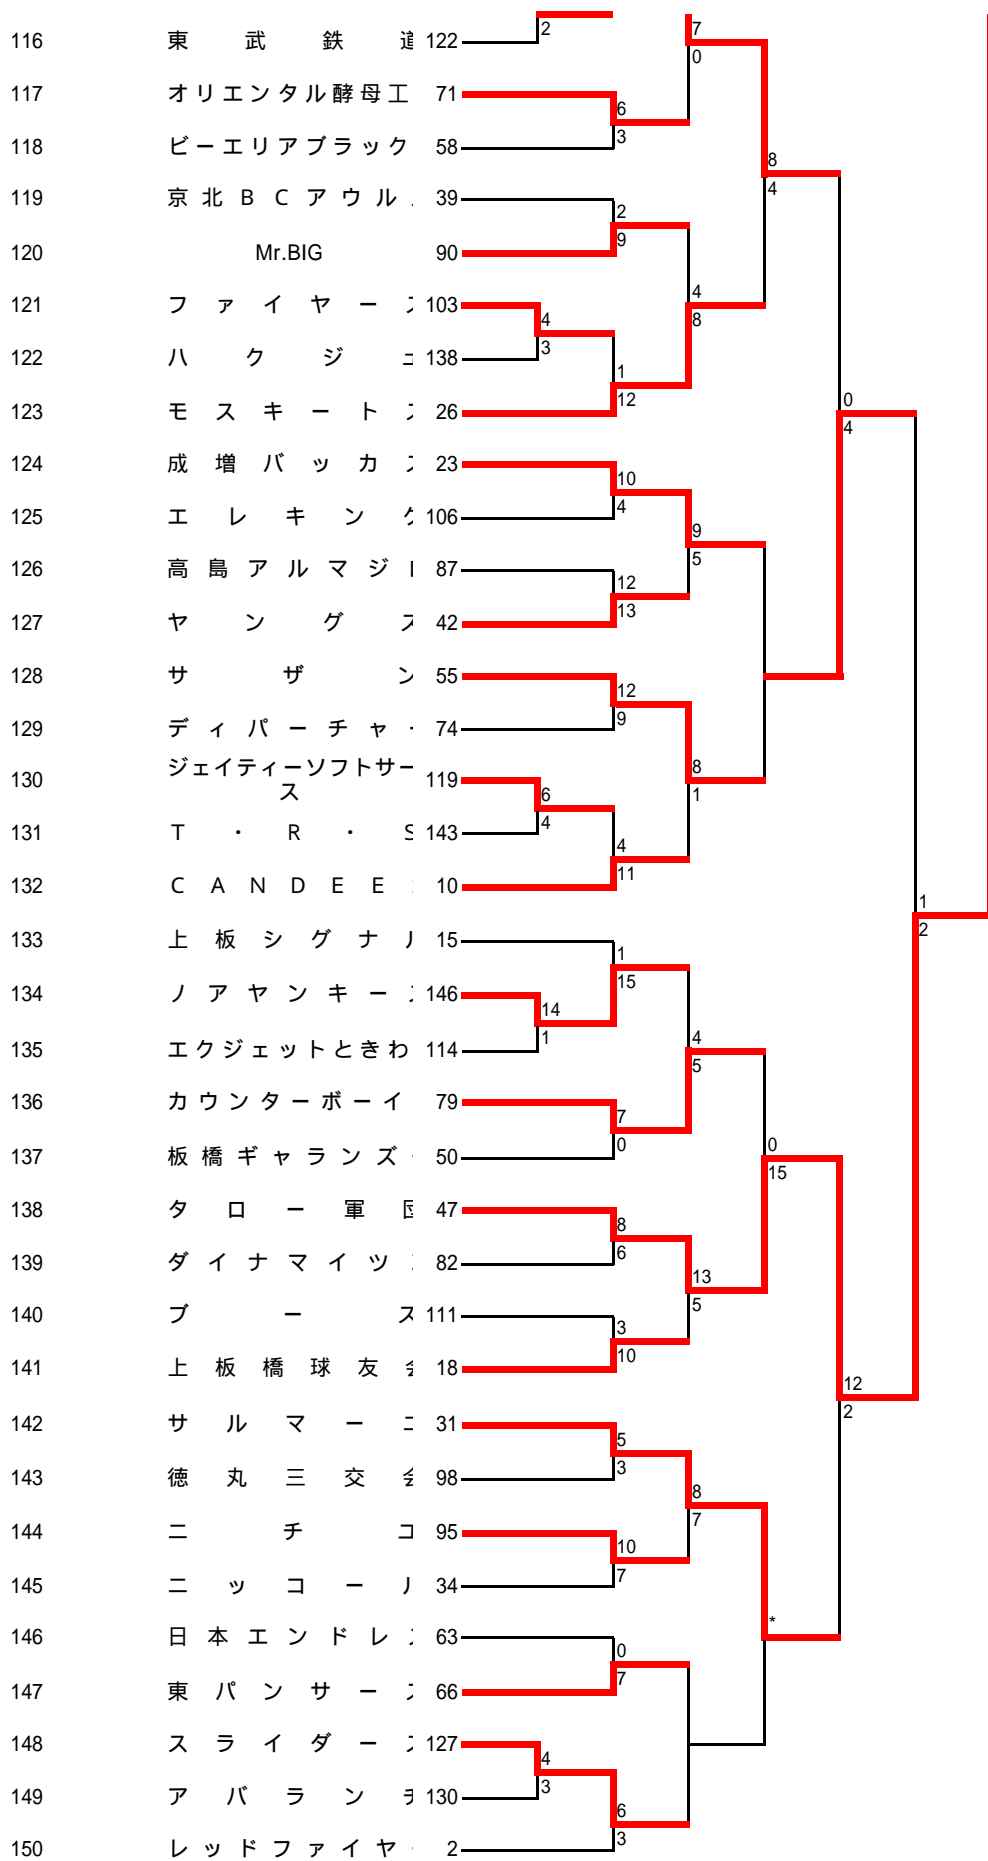 116 東武鉄道 122
117 オリエンタル酵母工 71
118 ビーエリアブラック 58
119 京北BCアウル 39
120 Mr.BIG 90
121 ファイヤース 103
122 ハクジ 138
123 モスキートス 26
124 成増バッカス 23
125 エレキング 106
126 高島アルマジロ 87
127 ヤングス 42
128 サザン 55
129 ディパーチャー 74
130 ジェイティーソフトサー
ス 119
131 T・R・S 143
132 CANDEE 10
133 上板シグナル 15
134 ノアヤンキース 146
135 エクジェットときわ 114
136 カウンターボーイ 79
137 板橋ギャランズ 50
138 タロー軍団 47
139 ダイナマイツ 82
140 ブース 111
141 上板橋球友会 18
142 サルマーニ 31
143 徳丸三交会 98
144 ニチコ 95
145 ニッコール 34
146 日本エンドレス 63
147 東パンサース 66
148 スライダース 127
149 アバランチ 130
150 レッドファイヤー 2
2
7
0
6
3
8
4
2
9
4
8
4
3
1
12
0
4
10
4
9
5
12
13
12
9
8
1
6
4
4
11
1
2
1
15
14
1
4
5
7
0
0
15
8
6
13
5
3
10
12
2
5
3
8
7
10
7
*
0
7
4
3
6
3